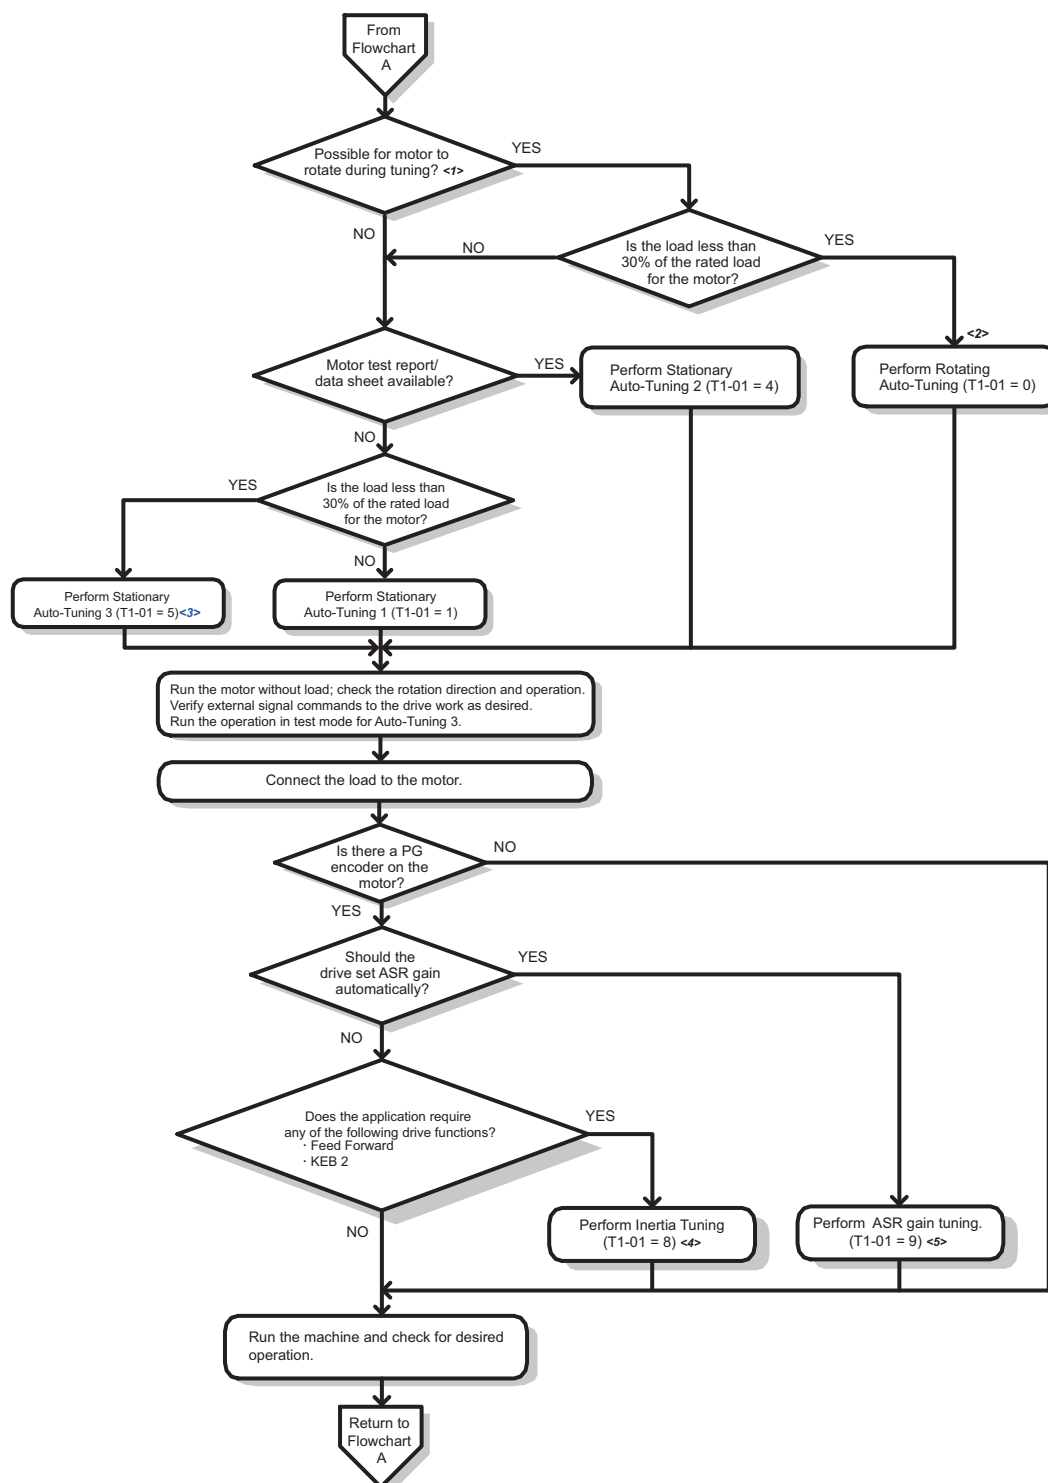 From
Flowchart
A
Possible for motor to
rotate during tuning? <1>
YES
NO
Is the load less than
30% of the rated load
for the motor?
NO
YES
<2>
Motor test report/
data sheet available?
YES
NO
Perform Stationary
Auto-Tuning 2 (T1-01 = 4)
Perform Rotating
Auto-Tuning (T1-01 = 0)
Is the load less than
30% of the rated load
for the motor?
YES
NO
Perform Stationary
Auto-Tuning 3 (T1-01 = 5)<3>
Perform Stationary
Auto-Tuning 1 (T1-01 = 1)
Run the motor without load; check the rotation direction and operation.
Verify external signal commands to the drive work as desired.
Run the operation in test mode for Auto-Tuning 3.
Connect the load to the motor.
Is there a PG
encoder on the
motor?
NO
YES
Should the
drive set ASR gain
automatically?
YES
NO
Does the application require
any of the following drive functions?
· Feed Forward
· KEB 2
YES
NO
Perform Inertia Tuning
(T1-01 = 8) <4>
Perform ASR gain tuning.
(T1-01 = 9) <5>
Run the machine and check for desired
operation.
Return to
Flowchart
A